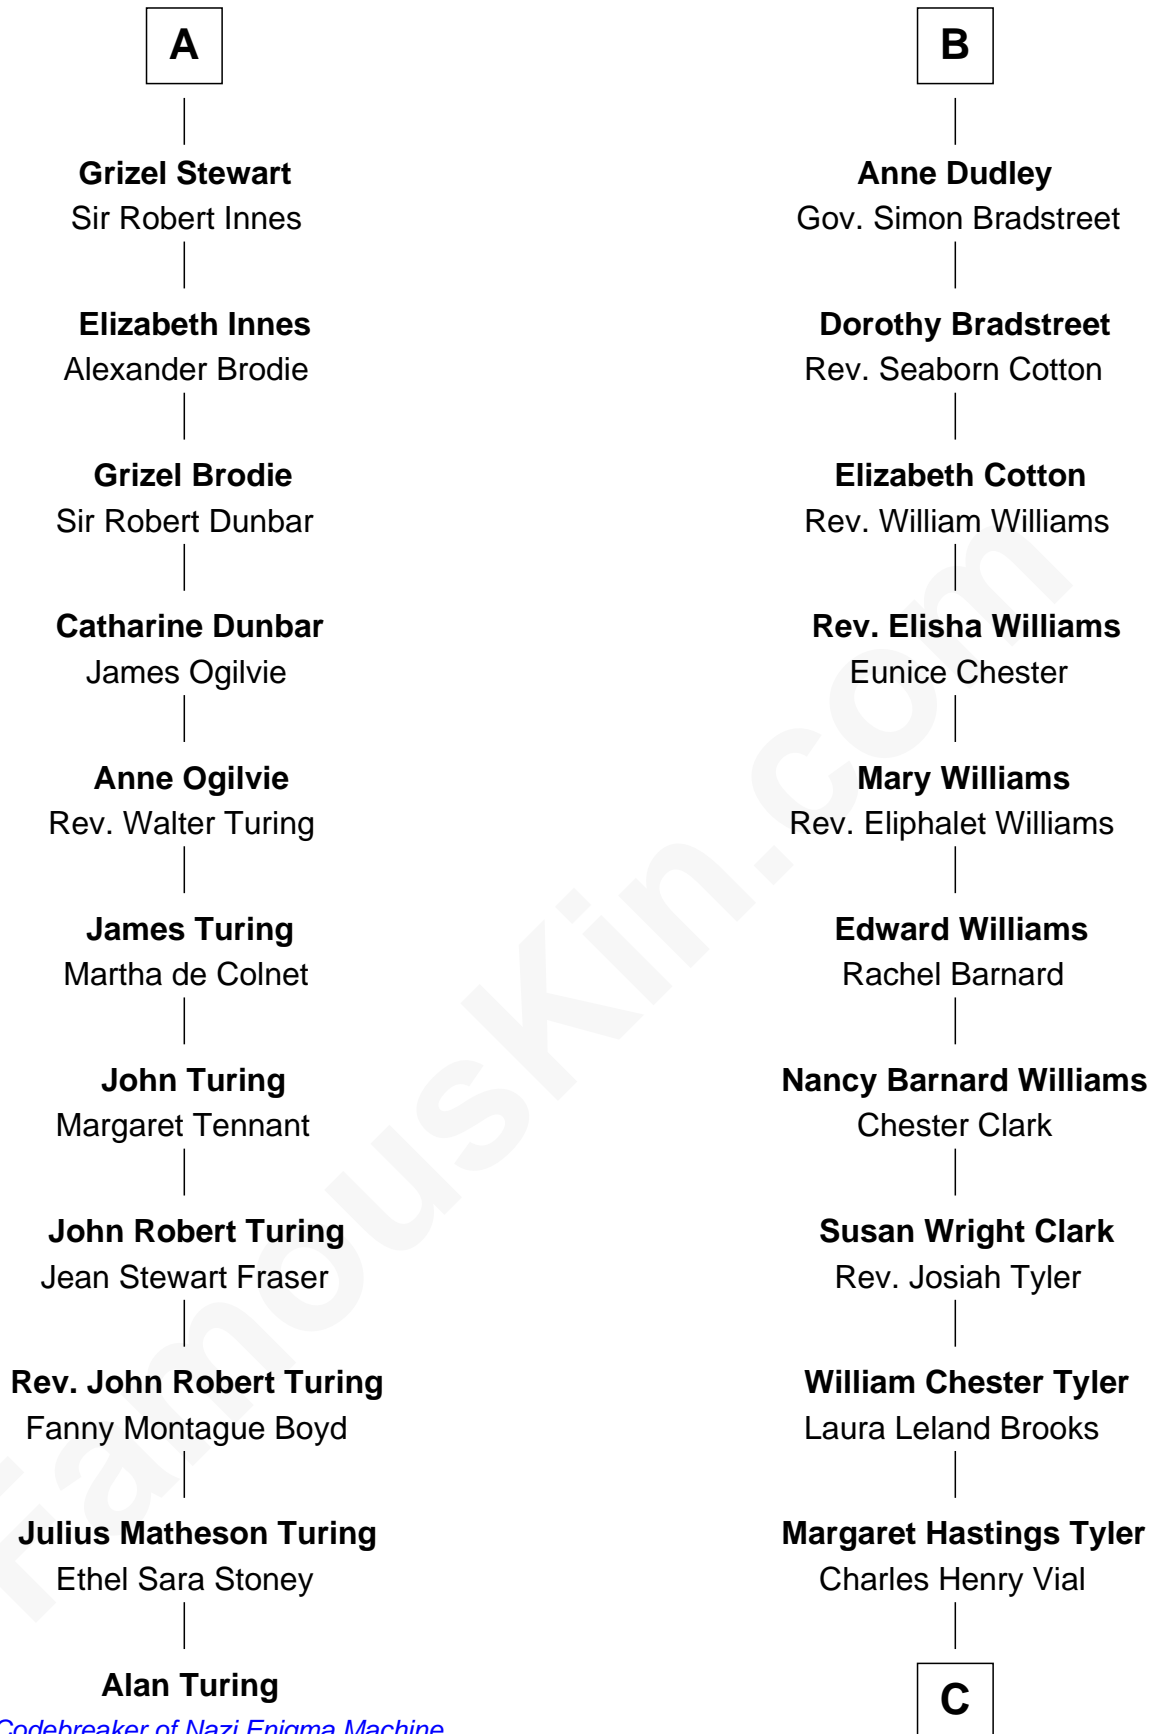 A
Grizel Stewart
Sir Robert Innes
Elizabeth Innes
Alexander Brodie
Grizel Brodie
Sir Robert Dunbar
Catharine Dunbar
James Ogilvie
Anne Ogilvie
Rev. Walter Turing
James Turing
Martha de Colnet
John Turing
Margaret Tennant
John Robert Turing
Jean Stewart Fraser
Rev. John Robert Turing
Fanny Montague Boyd
Julius Matheson Turing
Ethel Sara Stoney
Alan Turing
Codebreaker of Nazi Enigma Machine
B
Anne Dudley
Gov. Simon Bradstreet
Dorothy Bradstreet
Rev. Seaborn Cotton
Elizabeth Cotton
Rev. William Williams
Rev. Elisha Williams
Eunice Chester
Mary Williams
Rev. Eliphalet Williams
Edward Williams
Rachel Barnard
Nancy Barnard Williams
Chester Clark
Susan Wright Clark
Rev. Josiah Tyler
William Chester Tyler
Laura Leland Brooks
Margaret Hastings Tyler
Charles Henry Vial
C
FamousKin.com